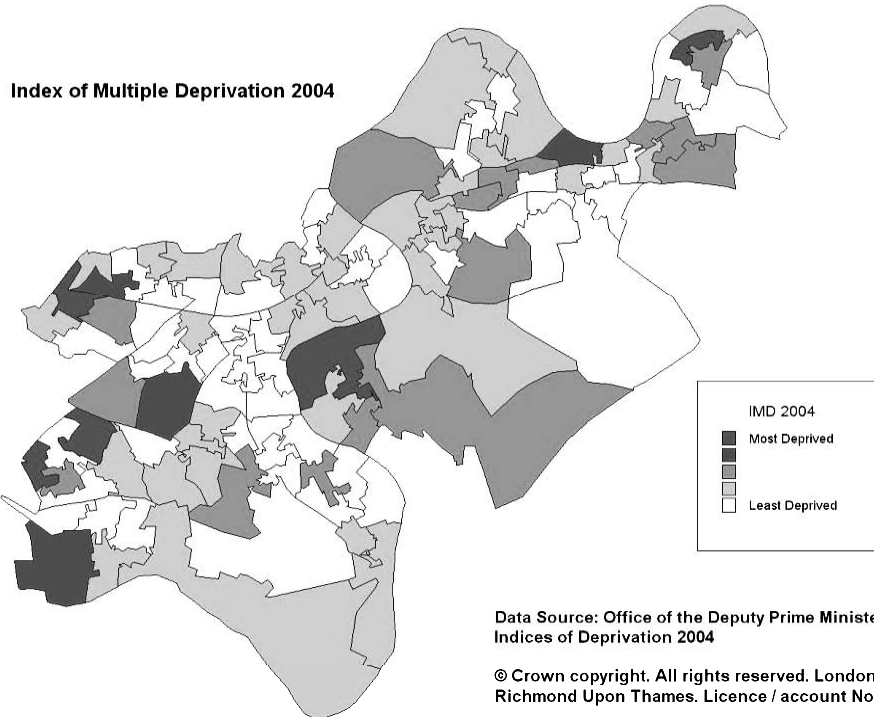 Index of Multiple Deprivation 2004
IMD 2004
Most Deprived
Least Deprived
Data Source: Office of the Deputy Prime Ministe
Indices of Deprivation 2004
© Crown copyright. All rights reserved. London
Richmond Upon Thames. Licence / account No